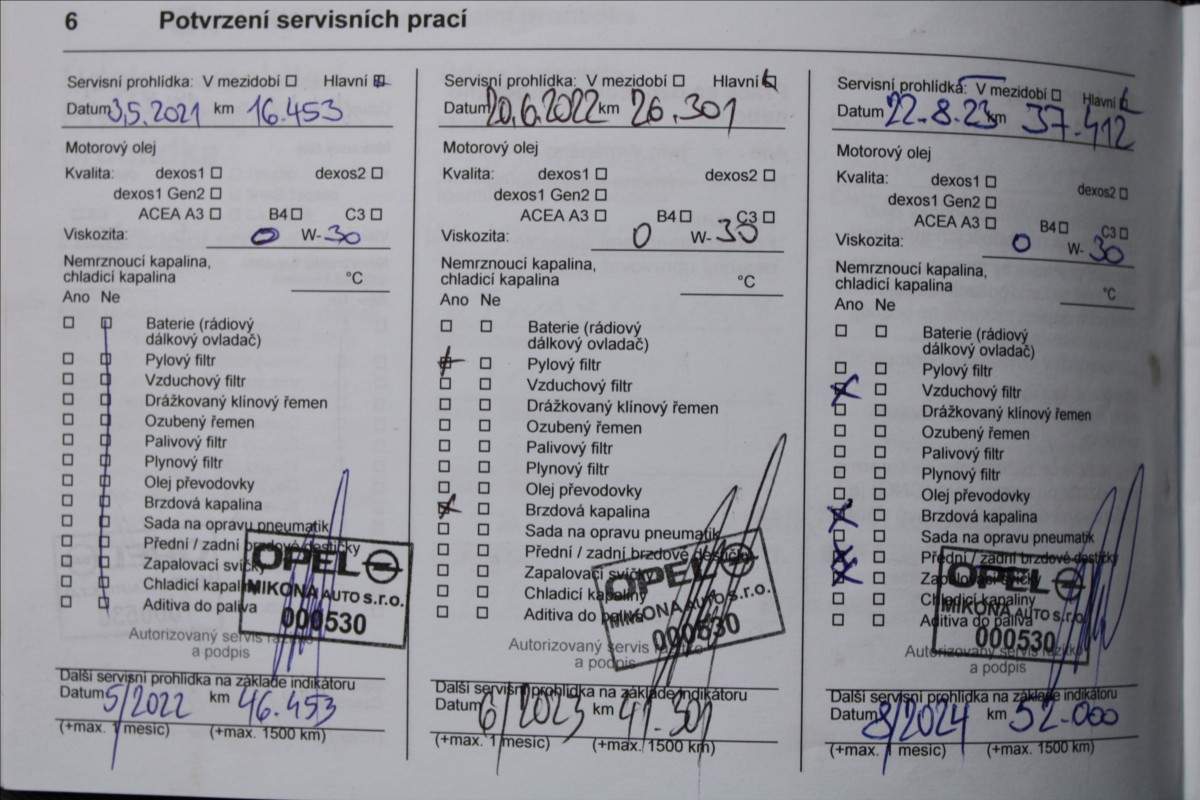 6 Potvrzení servisních prací
Servisní prohlídka: V mezidobí Hlavní
Datum 3,5.2021 km 16.453
Motorový olej
Kvalita: dexos1 dexos2
dexos1 Gen2
ACEA A3 B4 C3
Viskozita: 0 W-30
Nemrznoucí kapalina,
chladicí kapalina °C
Ano Ne
Baterie (rádiový
dálkový ovladač)
Pylový filtr
Vzduchový filtr
Drážkovaný klínový řemen
Ozubený řemen
Palivový filtr
Plynový filtr
Olej převodovky
Brzdová kapalina
Sada na opravu pneumatik
Přední / zadní brzdové destičky
Zapalovací svíčky
Chladicí kapaliny
Aditiva do paliva
OPEL
MIKONA AUTO s.r.o.
000530
Autorizovaný servis razítko
a podpis
Další servisní prohlídka na základě indikátoru
Datum 5/2022 km 46.453
(+max. 1 měsíc) (+max. 1500 km)
Servisní prohlídka: V mezidobí Hlavní
Datum 20,6.2022 km 26.301
Motorový olej
Kvalita: dexos1 dexos2
dexos1 Gen2
ACEA A3 B4 C3
Viskozita: 0 W-30
Nemrznoucí kapalina,
chladicí kapalina °C
Ano Ne
Baterie (rádiový
dálkový ovladač)
Pylový filtr
Vzduchový filtr
Drážkovaný klínový řemen
Ozubený řemen
Palivový filtr
Plynový filtr
Olej převodovky
Brzdová kapalina
Sada na opravu pneumatik
Přední / zadní brzdové destičky
Zapalovací svíčky
Chladicí kapaliny
Aditiva do paliva
OPEL
MIKONA AUTO s.r.o.
000530
Autorizovaný servis razítko
a podpis
Další servisní prohlídka na základě indikátoru
Datum 6/2023 km 41.301
(+max. 1 měsíc) (+max. 1500 km)
Servisní prohlídka: V mezidobí Hlavní
Datum 22.8.23 km 37.412
Motorový olej
Kvalita: dexos1 dexos2
dexos1 Gen2
ACEA A3 B4 C3
Viskozita: 0 W-30
Nemrznoucí kapalina,
chladicí kapalina °C
Ano Ne
Baterie (rádiový
dálkový ovladač)
Pylový filtr
Vzduchový filtr
Drážkovaný klínový řemen
Ozubený řemen
Palivový filtr
Plynový filtr
Olej převodovky
Brzdová kapalina
Sada na opravu pneumatik
Přední / zadní brzdové destičky
Zapalovací svíčky
Chladicí kapaliny
Aditiva do paliva
OPEL
MIKONA AUTO s.r.o.
000530
Autorizovaný servis razítko
a podpis
Další servisní prohlídka na základě indikátoru
Datum 8/2024 km 52.000
(+max. 1 měsíc) (+max. 1500 km)